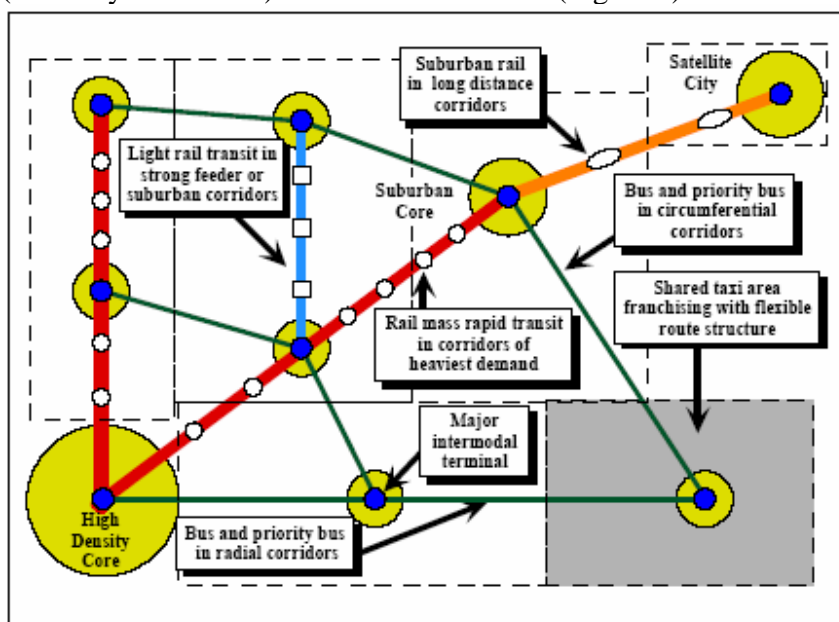 Suburban rail
in long distance
corridors
Satellite
City
Light rail transit in
strong feeder or
suburban corridors
Suburban
Core
Bus and priority bus
in circumferential
corridors
Shared taxi area
franchising with flexible
route structure
Rail mass rapid transit
in corridors of
heaviest demand
Major
intermodal
terminal
High
Density
Core
Bus and priority bus
in radial corridors